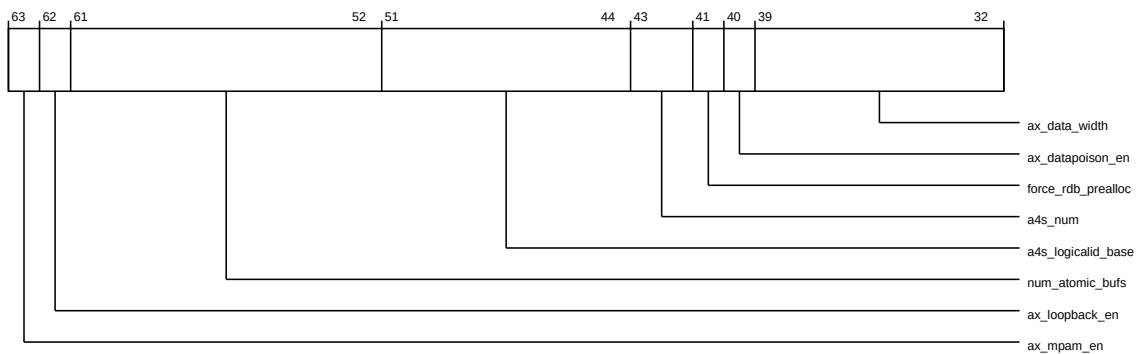 63 62 61 52 51 44 43 41 40 39 32
ax_data_width
ax_datapoison_en
force_rdb_prealloc
a4s_num
a4s_logicalid_base
num_atomic_bufs
ax_loopback_en
ax_mpam_en